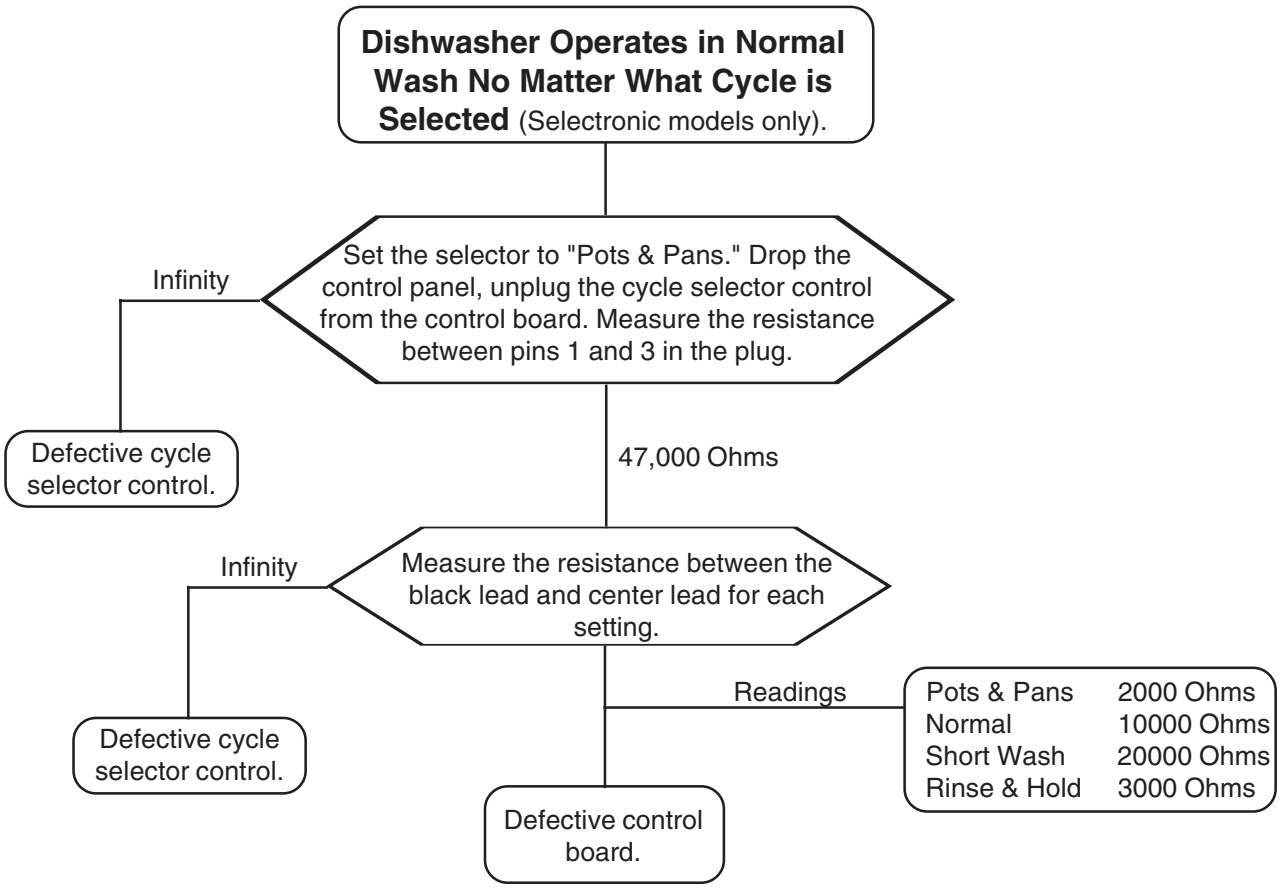 Dishwasher Operates in Normal
Wash No Matter What Cycle is
Selected (Selectronic models only).
Set the selector to "Pots & Pans." Drop the
control panel, unplug the cycle selector control
from the control board. Measure the resistance
between pins 1 and 3 in the plug.
Infinity
Defective cycle
selector control.
47,000 Ohms
Measure the resistance between the
black lead and center lead for each
setting.
Infinity
Defective cycle
selector control.
Readings
Pots & Pans 2000 Ohms
Normal 10000 Ohms
Short Wash 20000 Ohms
Rinse & Hold 3000 Ohms
Defective control
board.